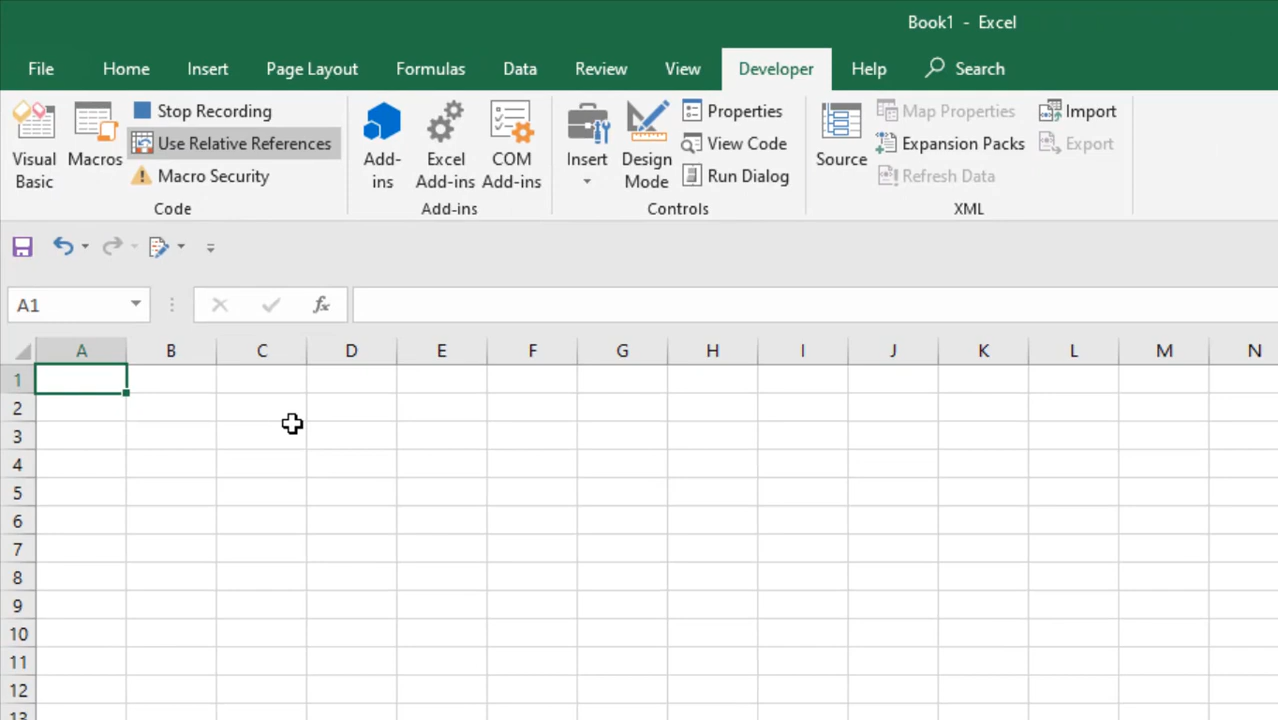 Book1 - Excel
File Home Insert Page Layout Formulas Data Review View Developer Help Search
Visual Basic
Macros
Stop Recording
Use Relative References
Macro Security
Code
Add-ins
Excel Add-ins
COM Add-ins
Add-ins
Insert
Design Mode
Properties
View Code
Run Dialog
Controls
Source
Map Properties
Expansion Packs
Refresh Data
Import
Export
XML
A1
fx
A B C D E F G H I J K L M N
1
2
3
4
5
6
7
8
9
10
11
12
13